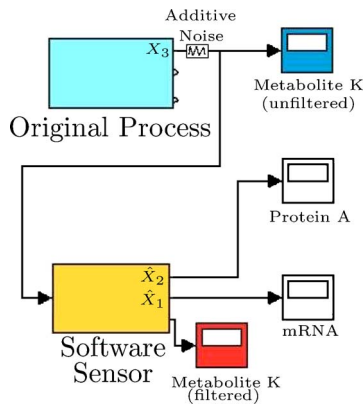 Additive
Noise
X₃
Metabolite K
(unfiltered)
Original Process
Protein A
X̂₂
X̂₁
mRNA
Software
Sensor
Metabolite K
(filtered)